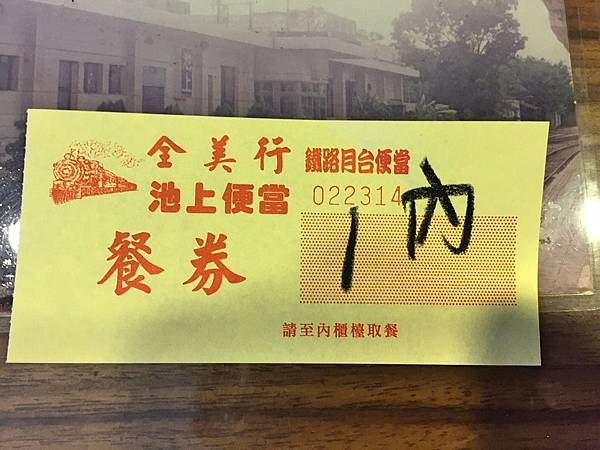 全美行 鐵路月台便當
池上便當 022314
1 內
餐券
請至內櫃檯取餐